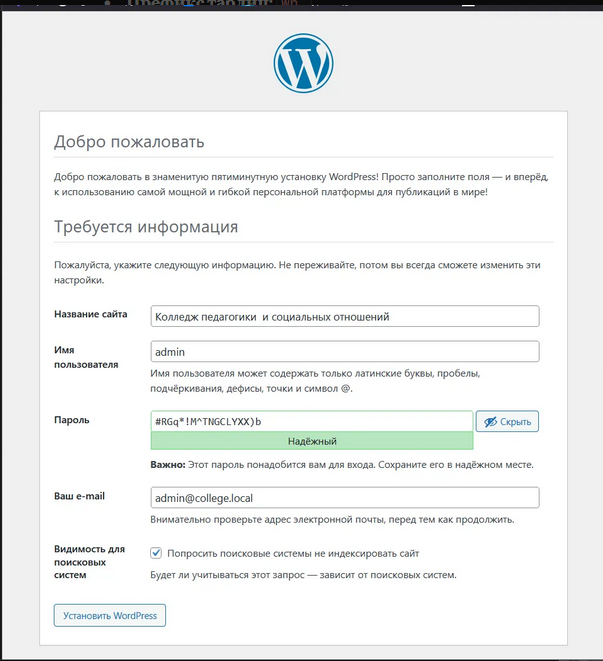 Добро пожаловать
Добро пожаловать в знаменитую пятиминутную установку WordPress! Просто заполните поля — и вперёд,
к использованию самой мощной и гибкой персональной платформы для публикаций в мире!
Требуется информация
Пожалуйста, укажите следующую информацию. Не переживайте, потом вы всегда сможете изменить эти
настройки.
Название сайта
Колледж педагогики  и социальных отношений
Имя
пользователя
admin
Имя пользователя может содержать только латинские буквы, пробелы,
подчёркивания, дефисы, точки и символ @.
Пароль
#RGq*!M^TNGCLYXX)b
Скрыть
Надёжный
Важно: Этот пароль понадобится вам для входа. Сохраните его в надёжном месте.
Ваш e-mail
admin@college.local
Внимательно проверьте адрес электронной почты, перед тем как продолжить.
Видимость для
поисковых
систем
Попросить поисковые системы не индексировать сайт
Будет ли учитываться этот запрос — зависит от поисковых систем.
Установить WordPress